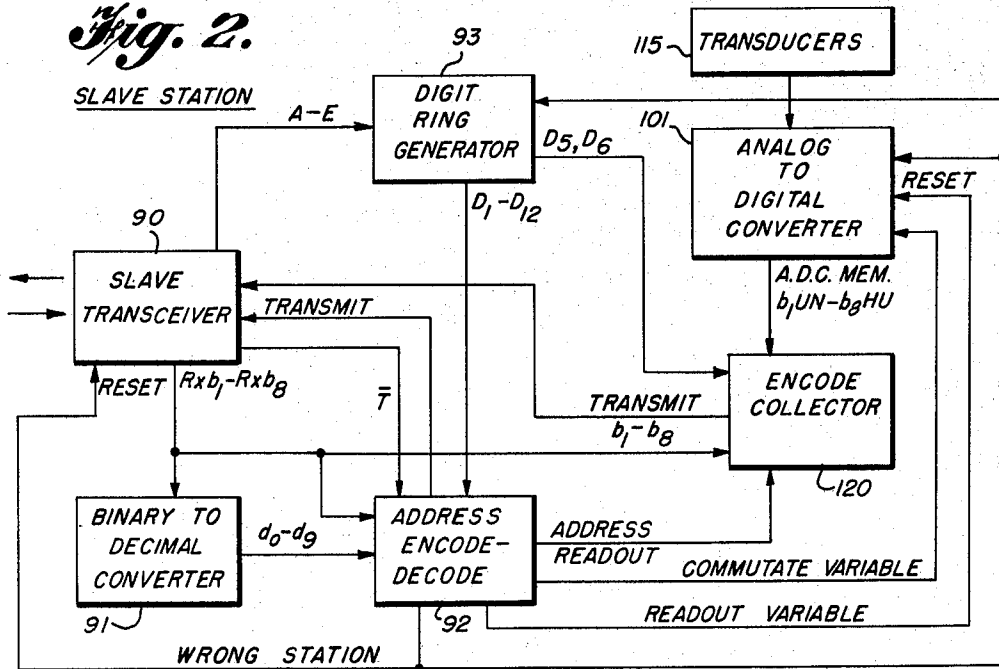 Fig. 2.
SLAVE STATION
93
DIGIT
RING
GENERATOR
A-E
D5, D6
D1-D12
115
TRANSDUCERS
101
ANALOG
TO
DIGITAL
CONVERTER
RESET
A.D.C. MEM.
b1UN-b8HU
90
SLAVE
TRANSCEIVER
TRANSMIT
RESET
Rxb1-Rxb8
T̅
TRANSMIT
b1-b8
ENCODE
COLLECTOR
120
BINARY TO
DECIMAL
CONVERTER
91
d0-d9
ADDRESS
ENCODE-
DECODE
92
ADDRESS
READOUT
COMMUTATE VARIABLE
READOUT VARIABLE
WRONG STATION